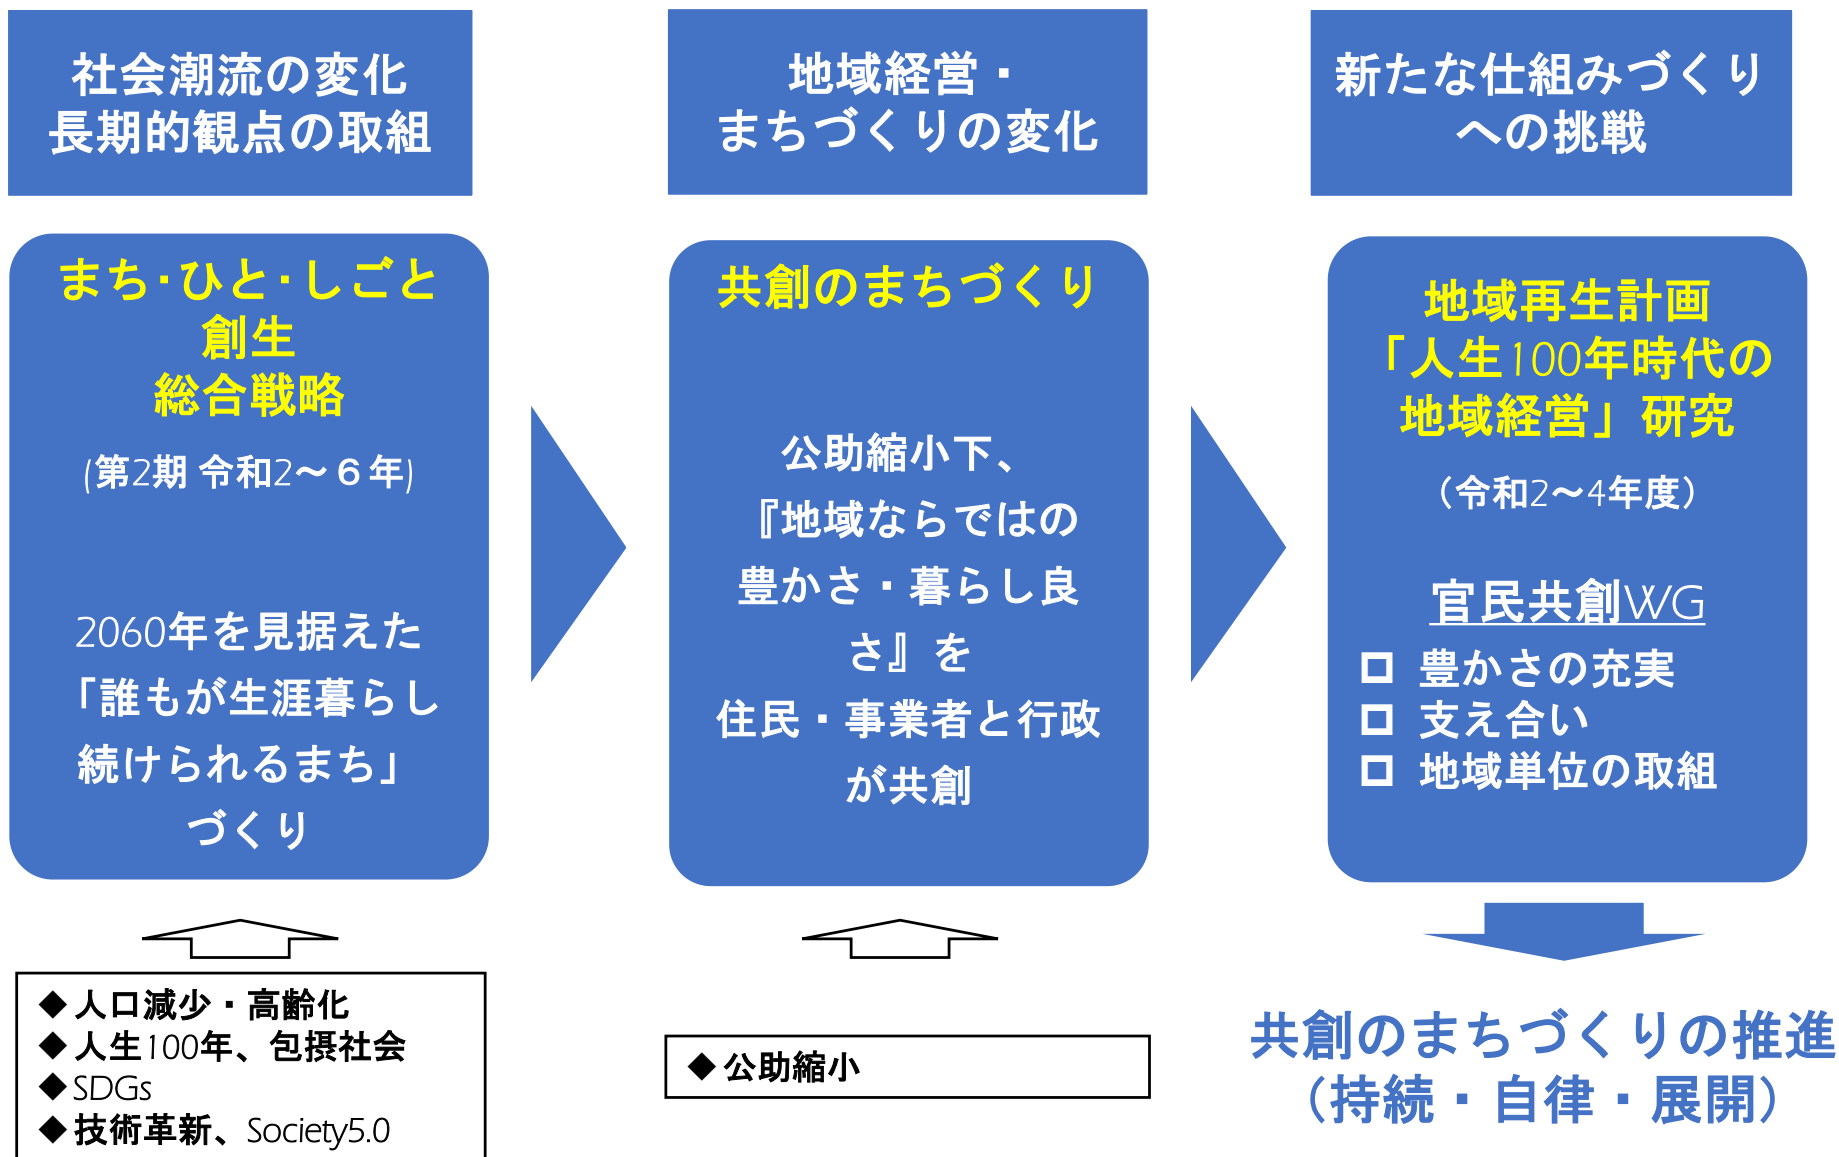 社会潮流の変化
長期的観点の取組
まち・ひと・しごと
創生
総合戦略
(第2期 令和2～６年)
2060年を見据えた
「誰もが生涯暮らし
続けられるまち」
づくり
◆人口減少・高齢化
◆人生100年、包摂社会
◆SDGs
◆技術革新、Society5.0
地域経営・
まちづくりの変化
共創のまちづくり
公助縮小下、
『地域ならではの
豊かさ・暮らし良
さ』を
住民・事業者と行政
が共創
◆公助縮小
新たな仕組みづくり
への挑戦
地域再生計画
「人生100年時代の
地域経営」研究
（令和2～4年度）
官民共創WG
□ 豊かさの充実
□ 支え合い
□ 地域単位の取組
共創のまちづくりの推進
（持続・自律・展開）